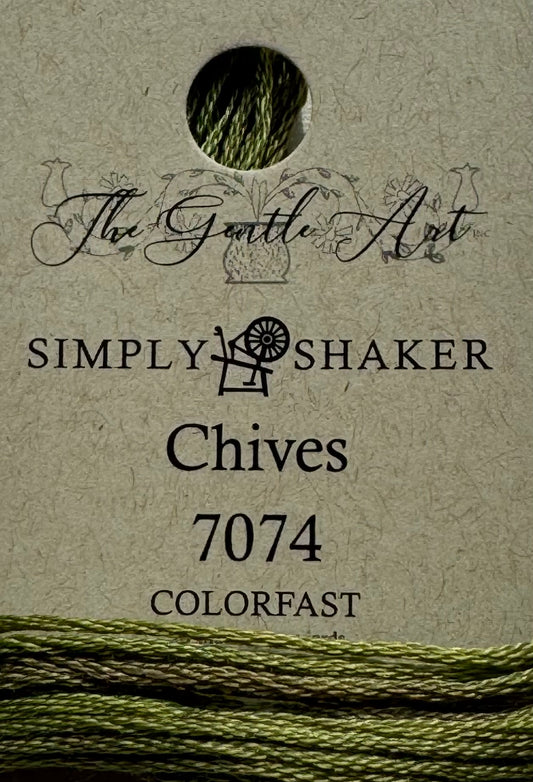 The Gentle Art
SIMPLY SHAKER
Chives
7074
COLORFAST